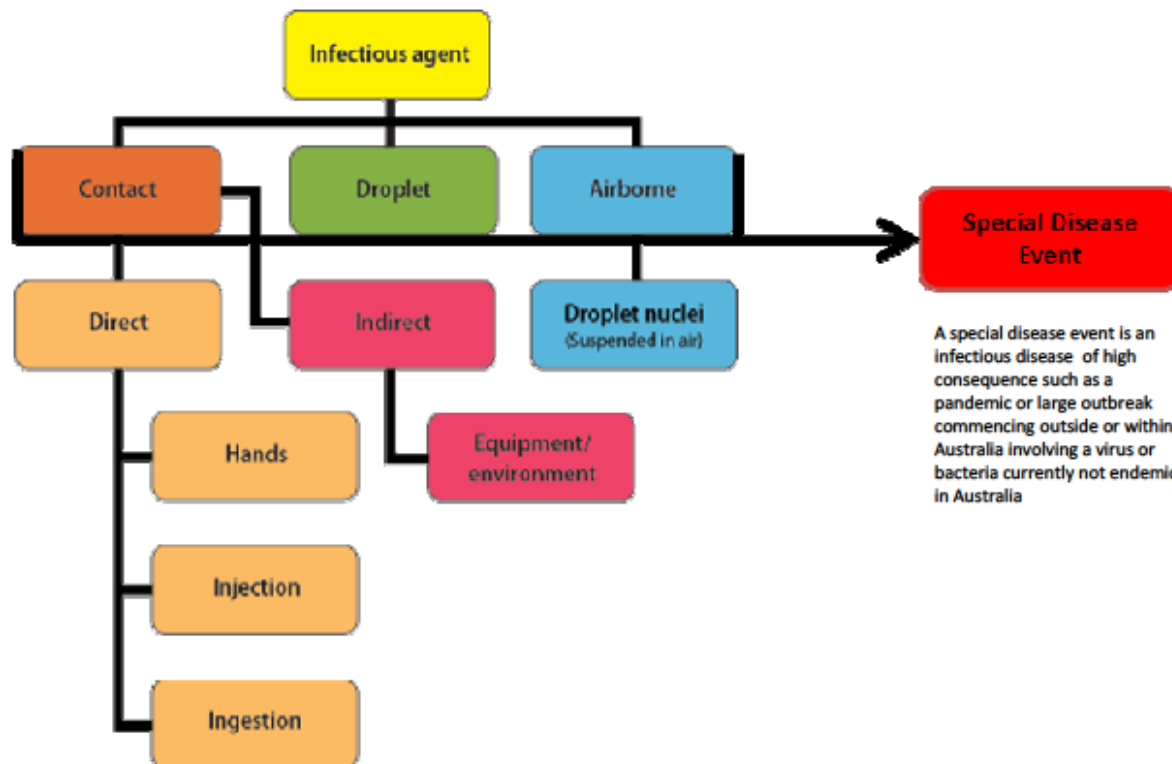 Infectious agent
Contact
Droplet
Airborne
Special Disease
Event
Direct
Indirect
Droplet nuclei
(Suspended in air)
A special disease event is an
infectious disease of high
consequence such as a
pandemic or large outbreak
commencing outside or within
Australia involving a virus or
bacteria currently not endemic
in Australia
Hands
Equipment/
environment
Injection
Ingestion